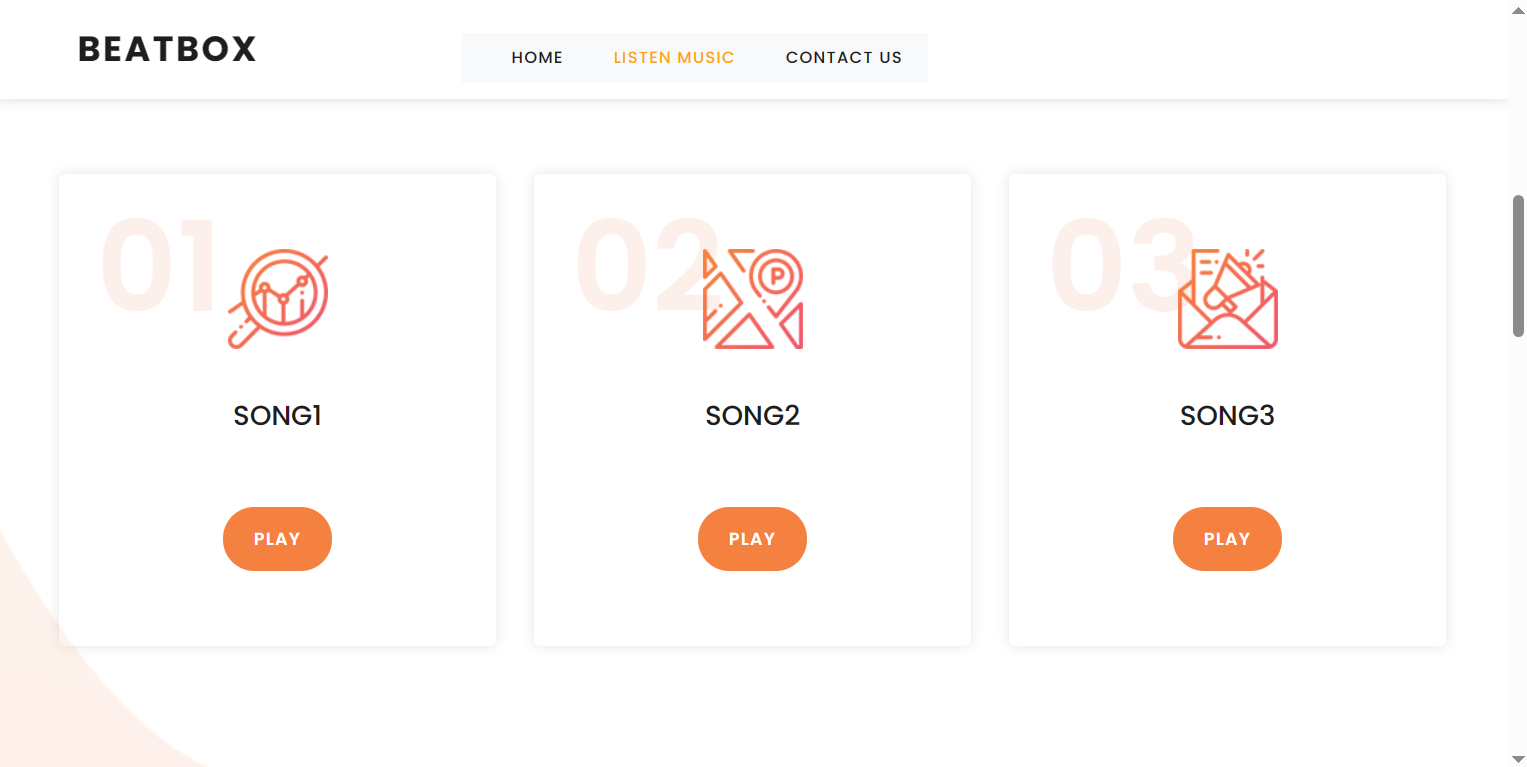 BEATBOX
HOME LISTEN MUSIC CONTACT US
01 02 03
P
SONG1 SONG2 SONG3
PLAY PLAY PLAY